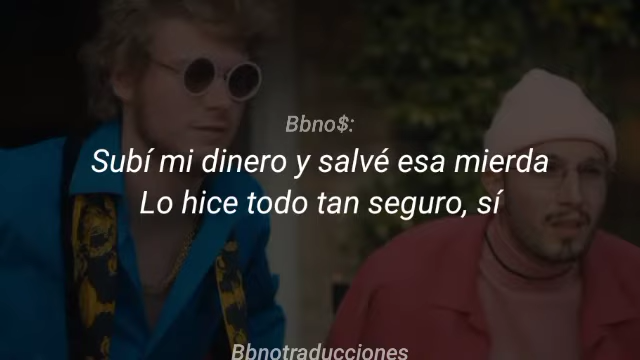 Bbno$:
Subí mi dinero y salvé esa mierda
Lo hice todo tan seguro, sí
Bbnotraducciones